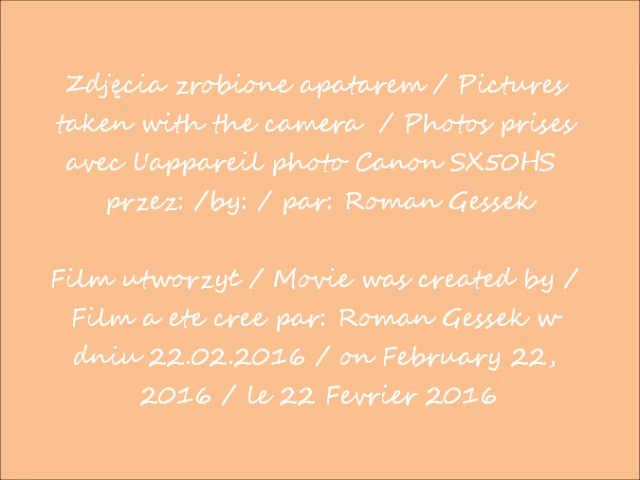 Zdjęcia zrobione apatarem / Pictures
taken with the camera / Photos prises
avec l'appareil photo Canon SX50HS
przez: /by: / par: Roman Gessek
Film utworzył / Movie was created by /
Film a ete cree par: Roman Gessek w
dniu 22.02.2016 / on February 22,
2016 / le 22 Fevrier 2016